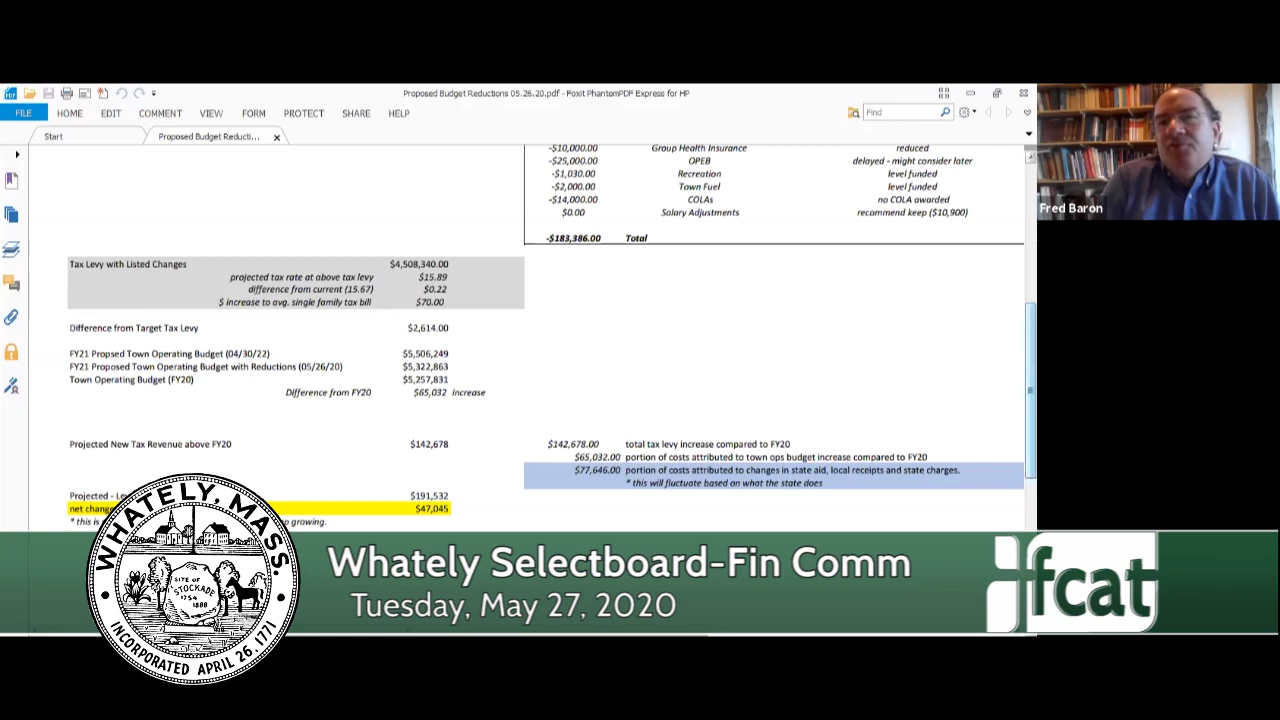 Proposed Budget Reductions 05.26.20.pdf - Foxit PhantomPDF Express for HP
FILE HOME EDIT COMMENT VIEW FORM PROTECT SHARE HELP Find
Start Proposed Budget Reducti...
-$10,000.00 Group Health Insurance reduced
-$25,000.00 OPEB delayed - might consider later
-$1,030.00 Recreation level funded
-$2,000.00 Town Fuel level funded
-$14,000.00 COLAs no COLA awarded
$0.00 Salary Adjustments recommend keep ($10,900)
-$183,386.00 Total
Fred Baron
Tax Levy with Listed Changes $4,508,340.00
projected tax rate at above tax levy $15.89
difference from current (15.67) $0.22
$ increase to avg. single family tax bill $70.00
Difference from Target Tax Levy $2,614.00
FY21 Propsed Town Operating Budget (04/30/22) $5,506,249
FY21 Proposed Town Operating Budget with Reductions (05/26/20) $5,322,863
Town Operating Budget (FY20) $5,257,831
Difference from FY20 $65,032 increase
Projected New Tax Revenue above FY20 $142,678 $142,678.00 total tax levy increase compared to FY20
$65,032.00 portion of costs attributed to town ops budget increase compared to FY20
$77,646.00 portion of costs attributed to changes in state aid, local receipts and state charges.
* this will fluctuate based on what the state does
Projected - $191,532
net $47,045
* this is growing.
WHATELY, MASS.
SITE OF
STOCKADE
1754
1888
INCORPORATED APRIL 26, 1771
Whately Selectboard-Fin Comm
Tuesday, May 27, 2020
fcat